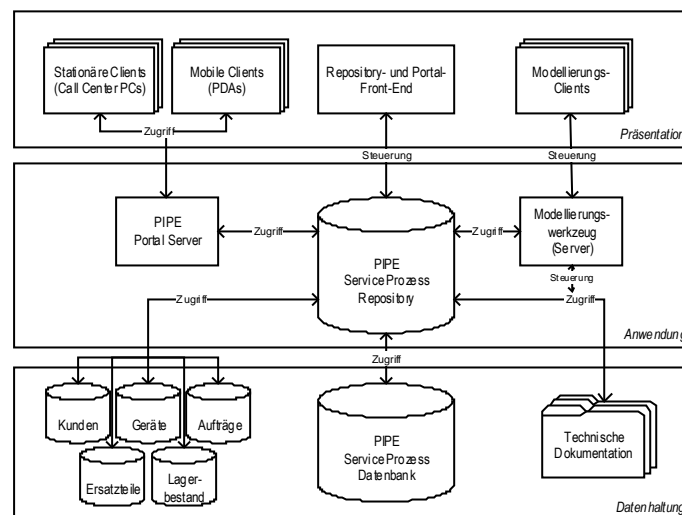 Stationäre Clients
(Call Center PCs)
Mobile Clients
(PDAs)
Repository- und Portal-
Front-End
Modellierungs-
Clients
Zugriff
Steuerung
Steuerung
Präsentation
PIPE
Portal Server
Zugriff
PIPE
ServiceProzess
Repository
Zugriff
Modellierungs-
werkzeug
(Server)
Steuerung
Zugriff
Zugriff
Anwendung
Zugriff
Kunden
Geräte
Aufträge
Ersatzteile
Lager-
bestand
PIPE
ServiceProzess
Datenbank
Technische
Dokumentation
Datenhaltung